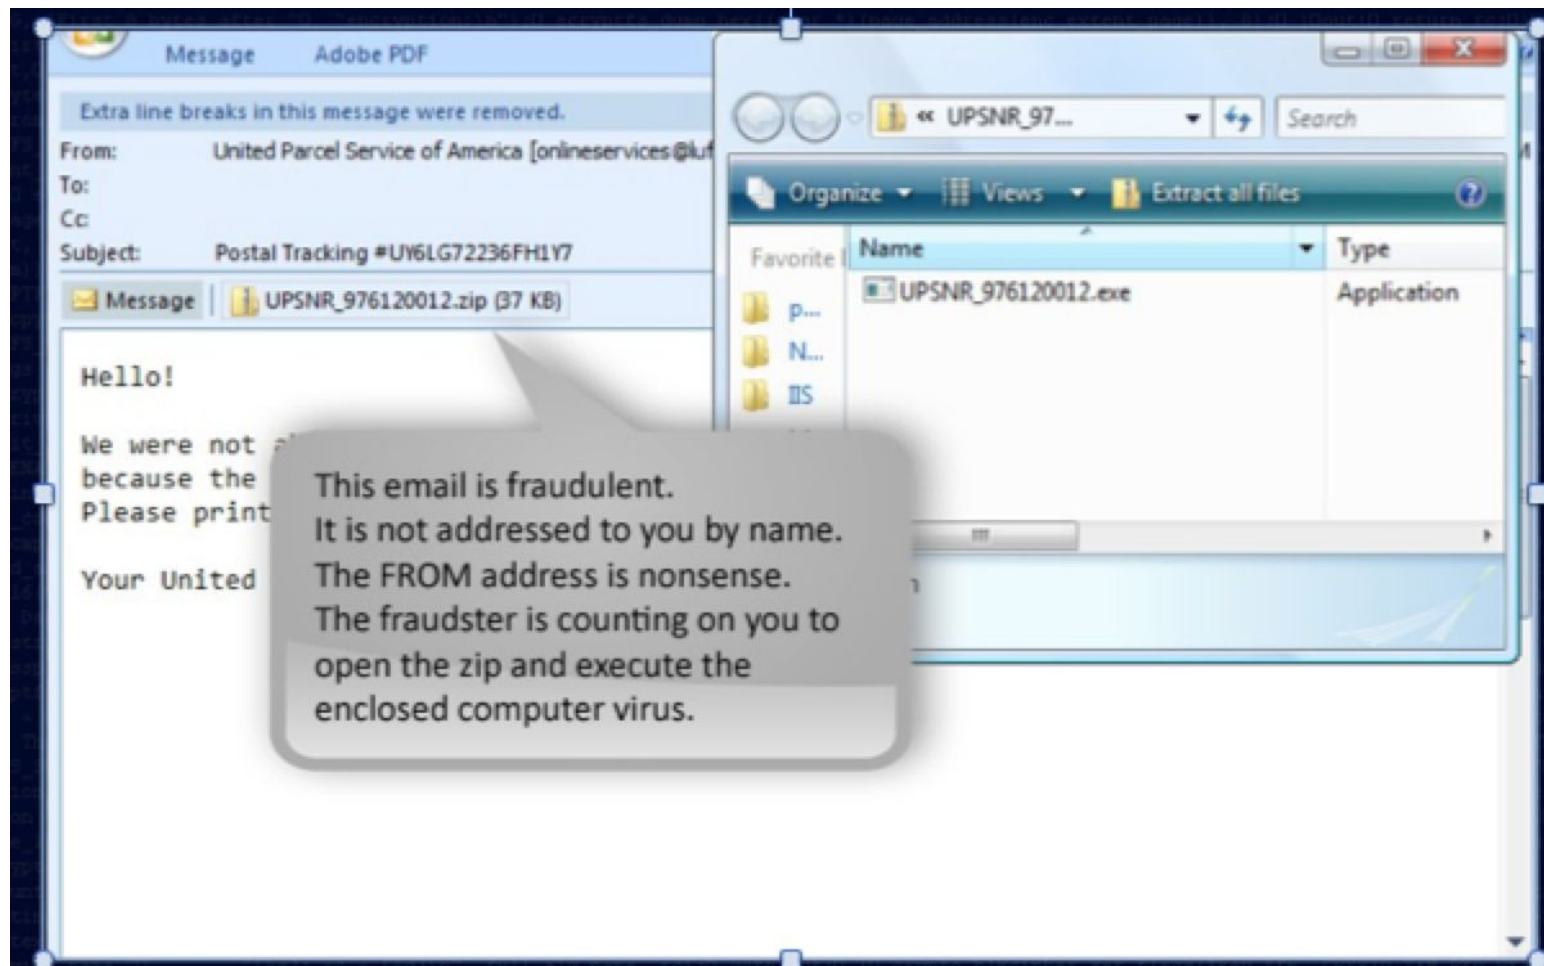 Message Adobe PDF
Extra line breaks in this message were removed.
From: United Parcel Service of America [onlineservices@luf
To:
Cc:
Subject: Postal Tracking #UY6LG72236FH1Y7
Message UPSNR_976120012.zip (37 KB)
Hello!
We were not
because the
Please print
Your United
This email is fraudulent.
It is not addressed to you by name.
The FROM address is nonsense.
The fraudster is counting on you to
open the zip and execute the
enclosed computer virus.
« UPSNR_97... Search
Organize Views Extract all files
Favorite Name Type
p... UPSNR_976120012.exe Application
N...
IIS